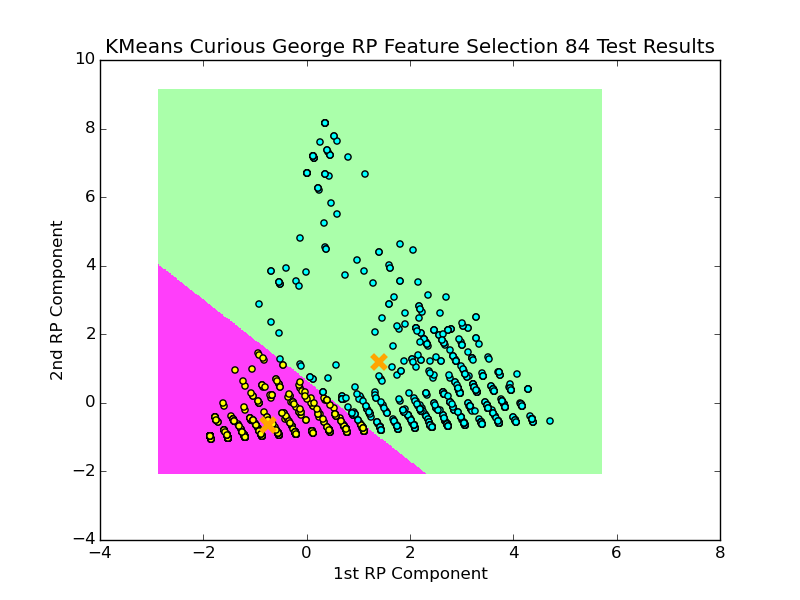 KMeans Curious George RP Feature Selection 84 Test Results
10
8
6
4
2
0
−2
−4
2nd RP Component
−4 −2 0 2 4 6 8
1st RP Component